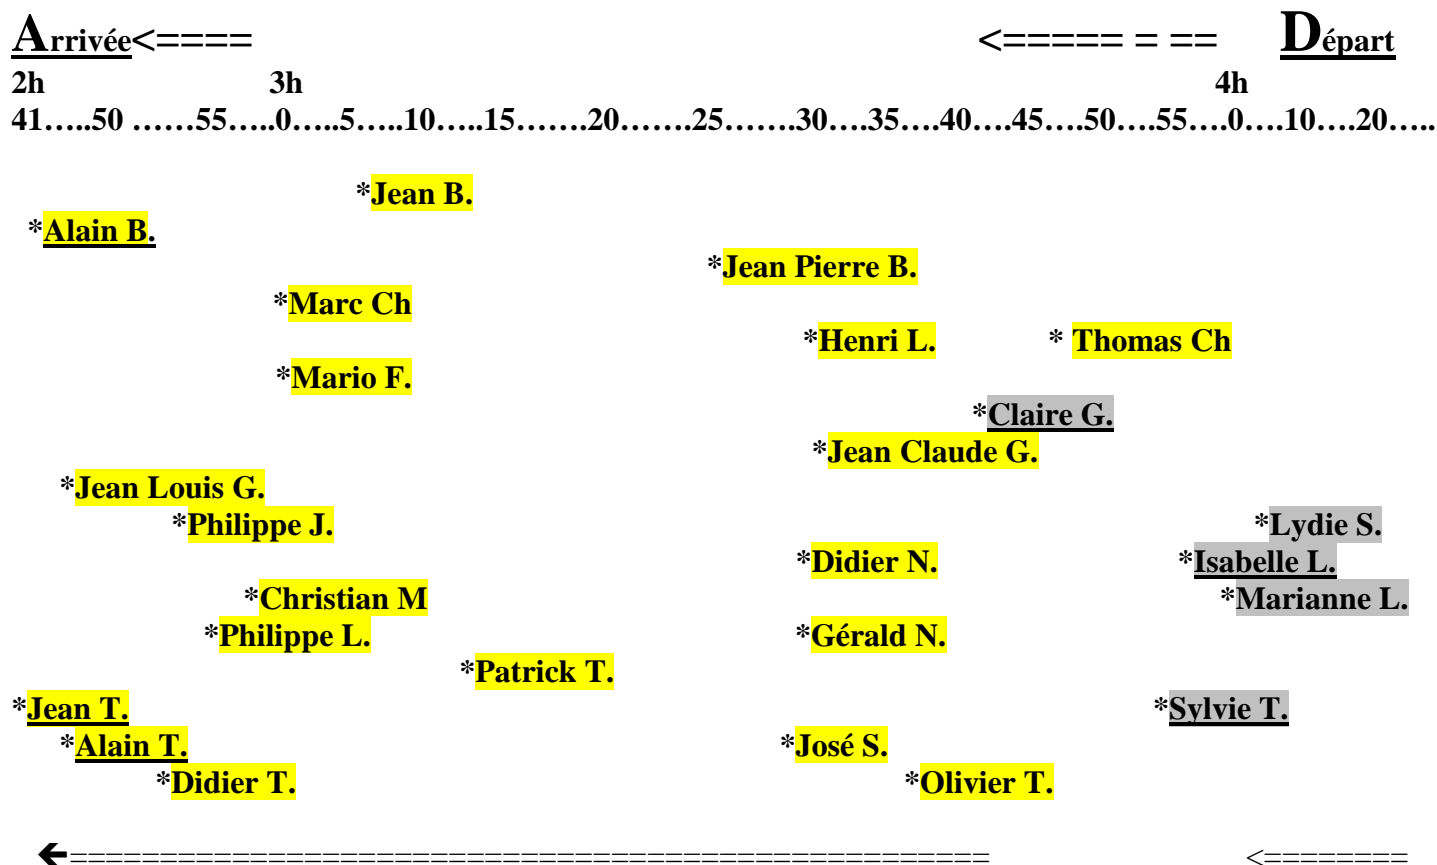 Arrivée<==== <===== = == Départ
2h 3h 4h
41…..50 ……55…..0…..5…..10…..15……20…….25…….30….35….40….45….50….55….0….10….20…..
*Jean B.
*Alain B.
*Jean Pierre B.
*Marc Ch
*Henri L. * Thomas Ch
*Mario F.
*Claire G.
*Jean Claude G.
*Jean Louis G.
*Philippe J. *Lydie S.
*Didier N. *Isabelle L.
*Christian M *Marianne L.
*Philippe L. *Gérald N.
*Patrick T.
*Jean T. *Sylvie T.
*Alain T. *José S.
*Didier T. *Olivier T.
🡸=================================================== <========